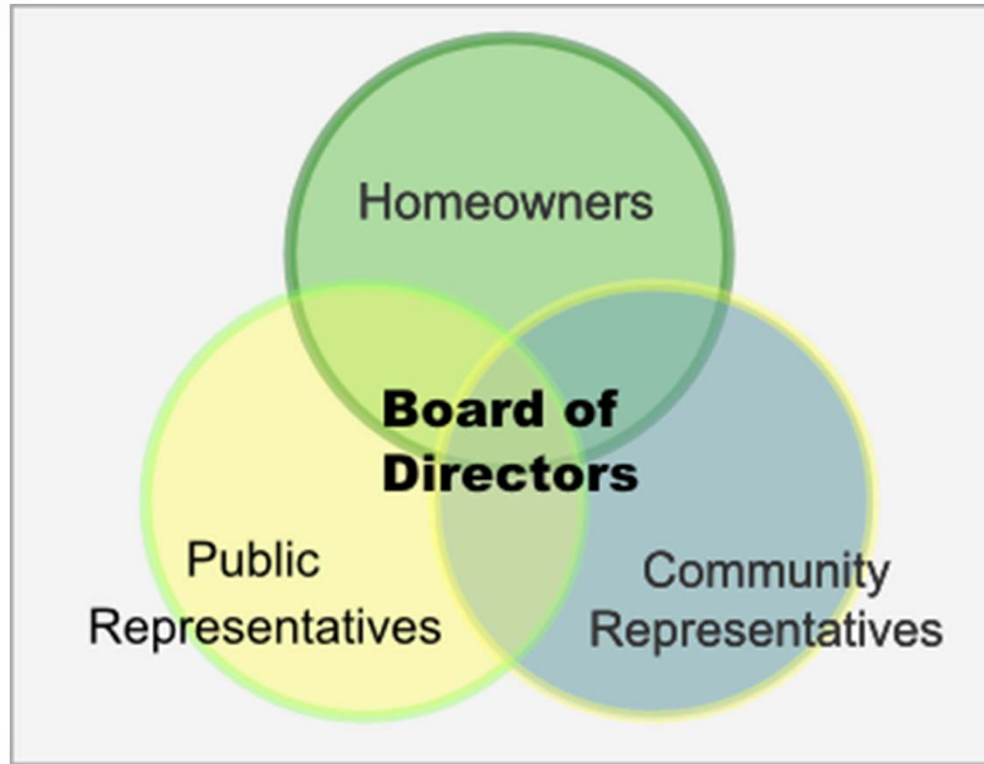 Homeowners
Board of
Directors
Public
Representatives
Community
Representatives